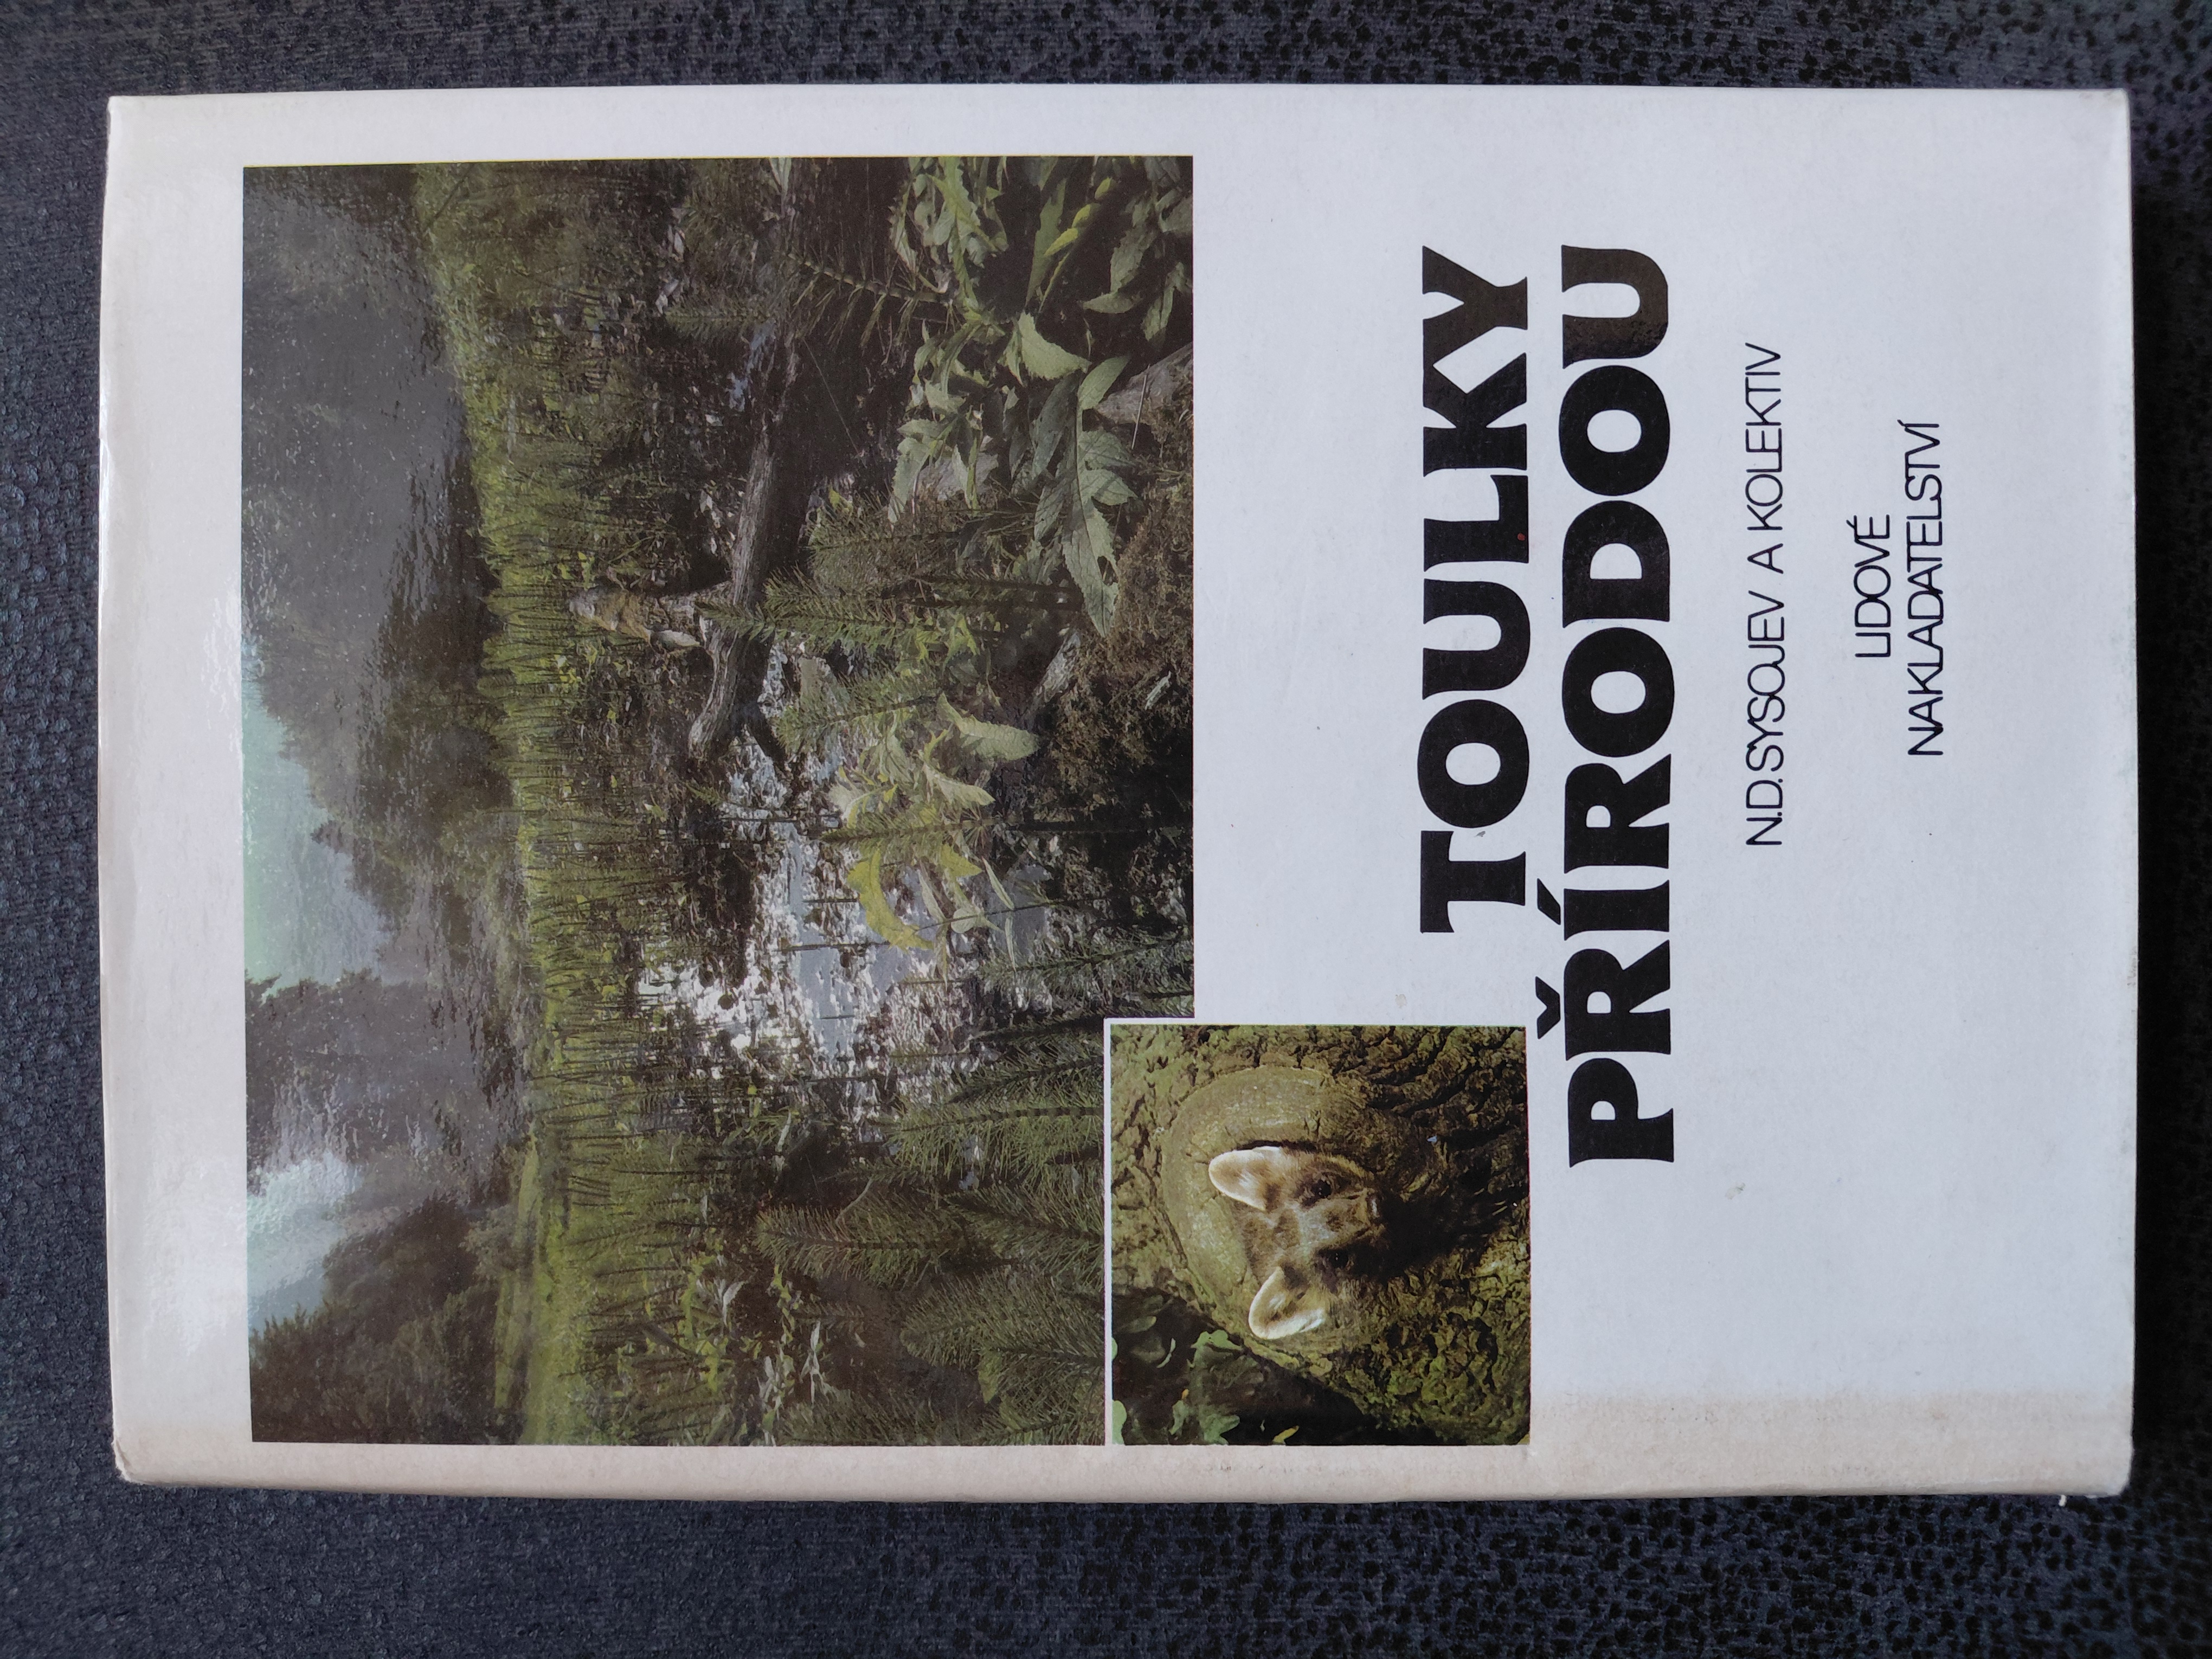 TOULKY
PŘÍRODOU
N.D.SYSOJEV A KOLEKTIV
LIDOVÉ
NAKLADATELSTVÍ